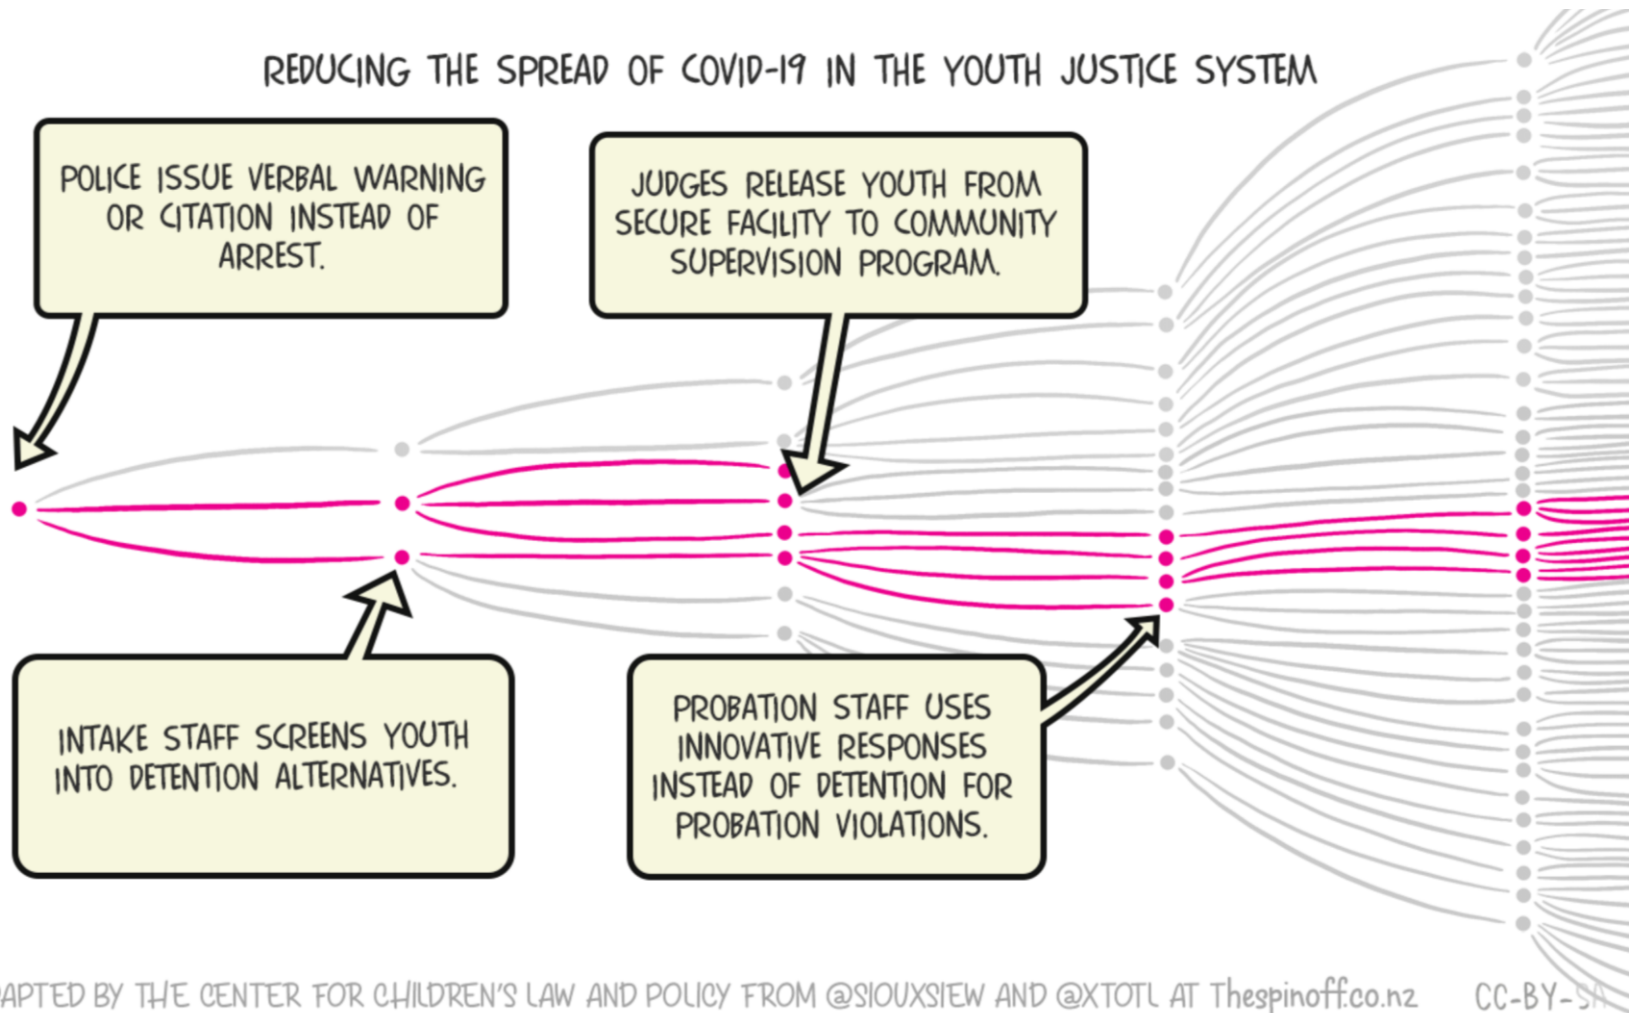 REDUCING THE SPREAD OF COVID-19 IN THE YOUTH JUSTICE SYSTEM
POLICE ISSUE VERBAL WARNING
OR CITATION INSTEAD OF
ARREST.
JUDGES RELEASE YOUTH FROM
SECURE FACILITY TO COMMUNITY
SUPERVISION PROGRAM.
INTAKE STAFF SCREENS YOUTH
INTO DETENTION ALTERNATIVES.
PROBATION STAFF USES
INNOVATIVE RESPONSES
INSTEAD OF DETENTION FOR
PROBATION VIOLATIONS.
APTED BY THE CENTER FOR CHILDREN'S LAW AND POLICY FROM @SIOUXSIEW AND @XTOTL AT Thespinoff.co.nz CC-BY-SA